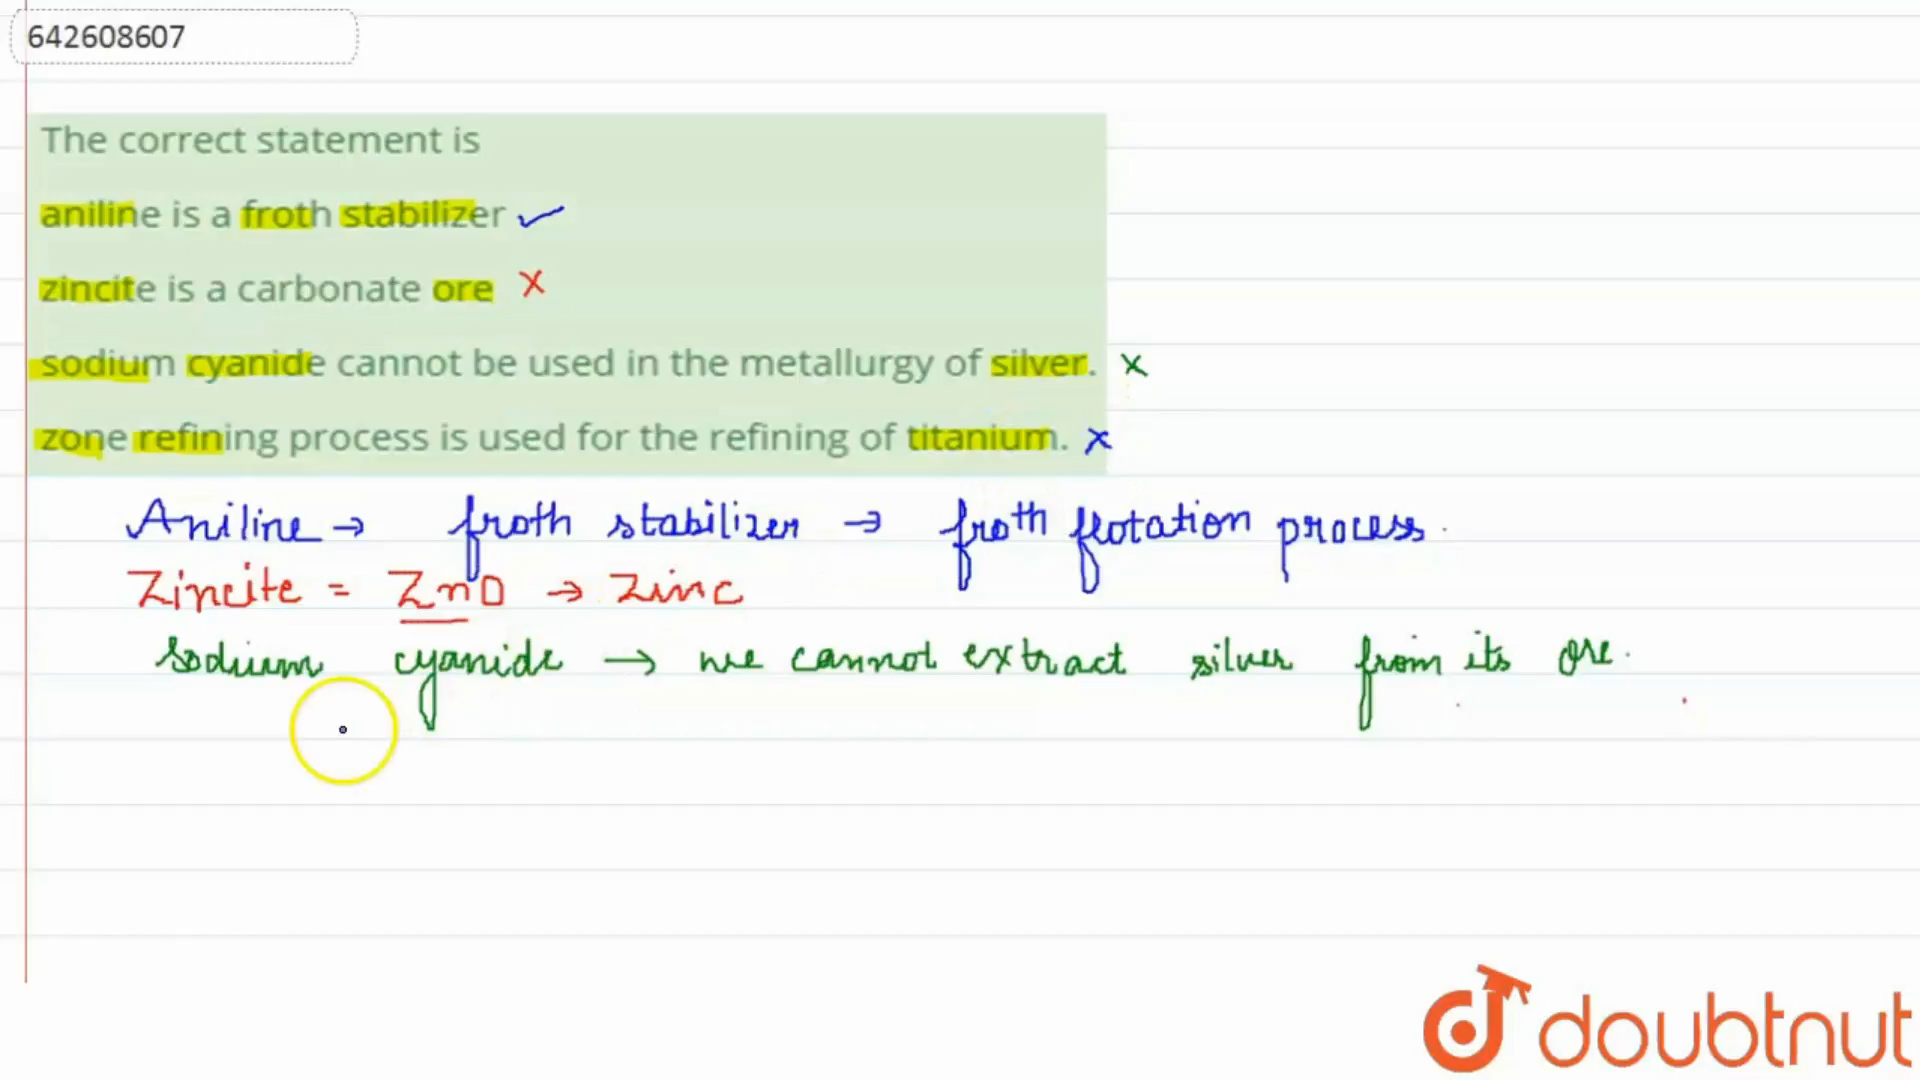 642608607
The correct statement is
aniline is a froth stabilizer ✓
zincite is a carbonate ore X
sodium cyanide cannot be used in the metallurgy of silver. X
zone refining process is used for the refining of titanium. X
Aniline → froth stabilizer → froth flotation process.
Zincite = ZnO → Zinc
Sodium cyanide → we cannot extract silver from its ore.
doubtnut